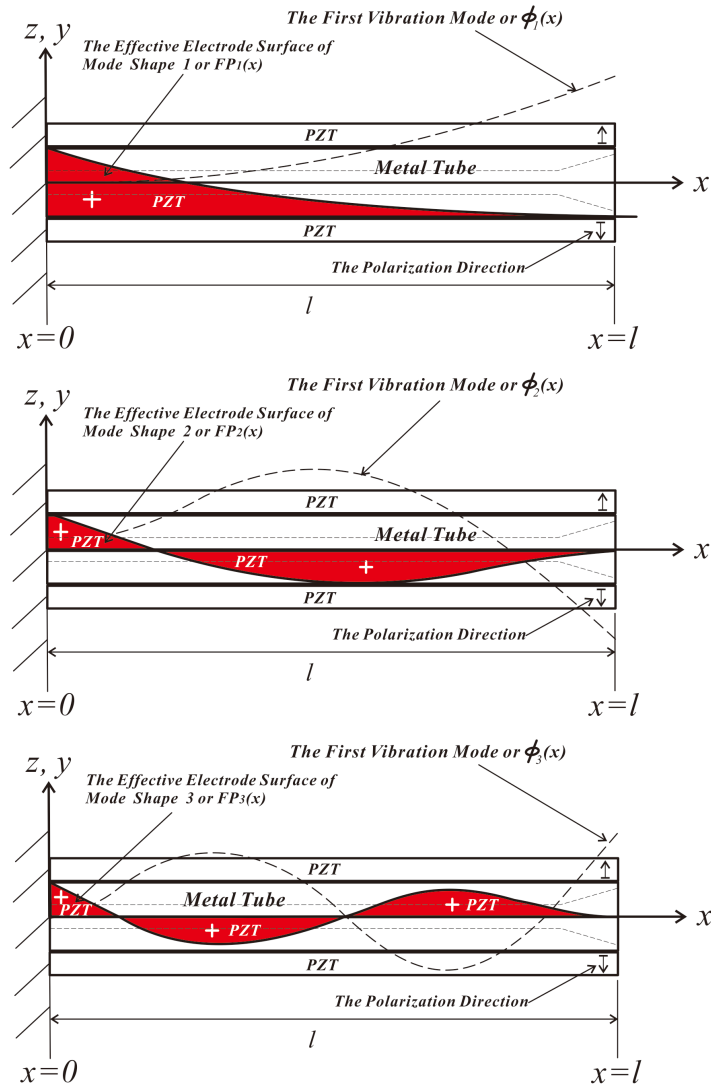 The First Vibration Mode or ϕ1(x)
z, y
The Effective Electrode Surface of
Mode Shape 1 or FP1(x)
PZT
Metal Tube
x
+
PZT
PZT
The Polarization Direction
l
x=0
x=l
The First Vibration Mode or ϕ2(x)
z, y
The Effective Electrode Surface of
Mode Shape 2 or FP2(x)
PZT
+
PZT
Metal Tube
x
PZT
+
PZT
The Polarization Direction
l
x=0
x=l
The First Vibration Mode or ϕ3(x)
z, y
The Effective Electrode Surface of
Mode Shape 3 or FP3(x)
PZT
+
PZT
Metal Tube
+ PZT
x
+ PZT
PZT
The Polarization Direction
l
x=0
x=l